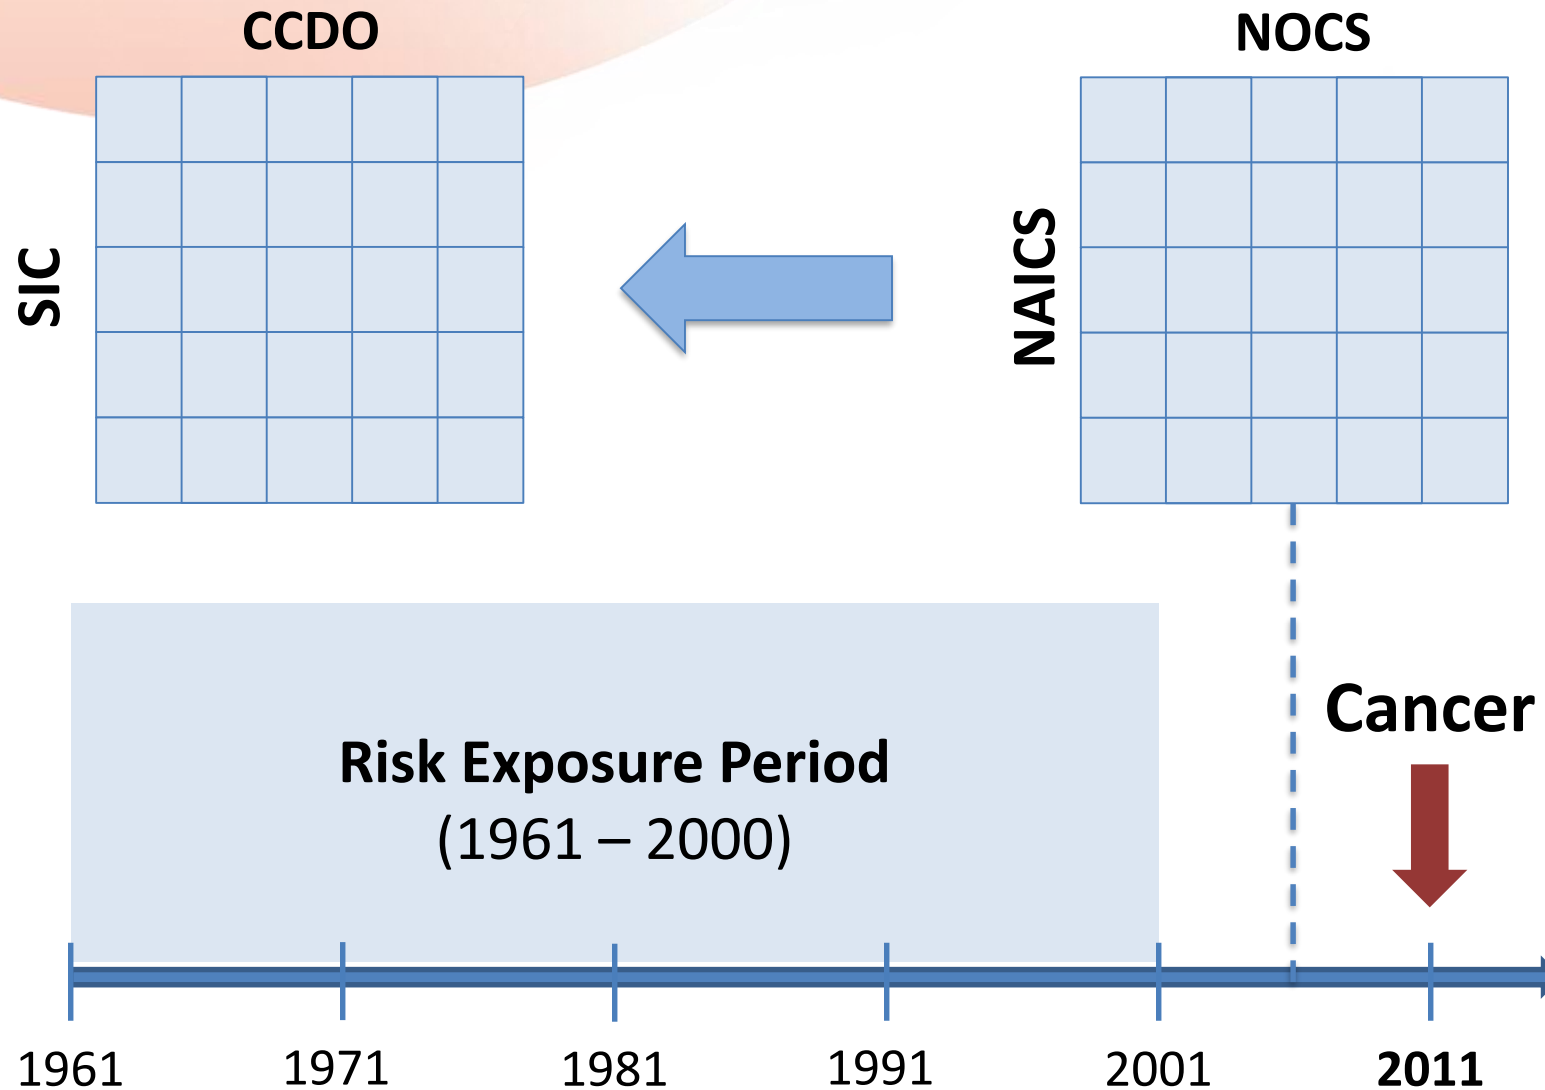 CCDO
NOCS
SIC
NAICS
Cancer
Risk Exposure Period
(1961 – 2000)
1961
1971
1981
1991
2001
2011